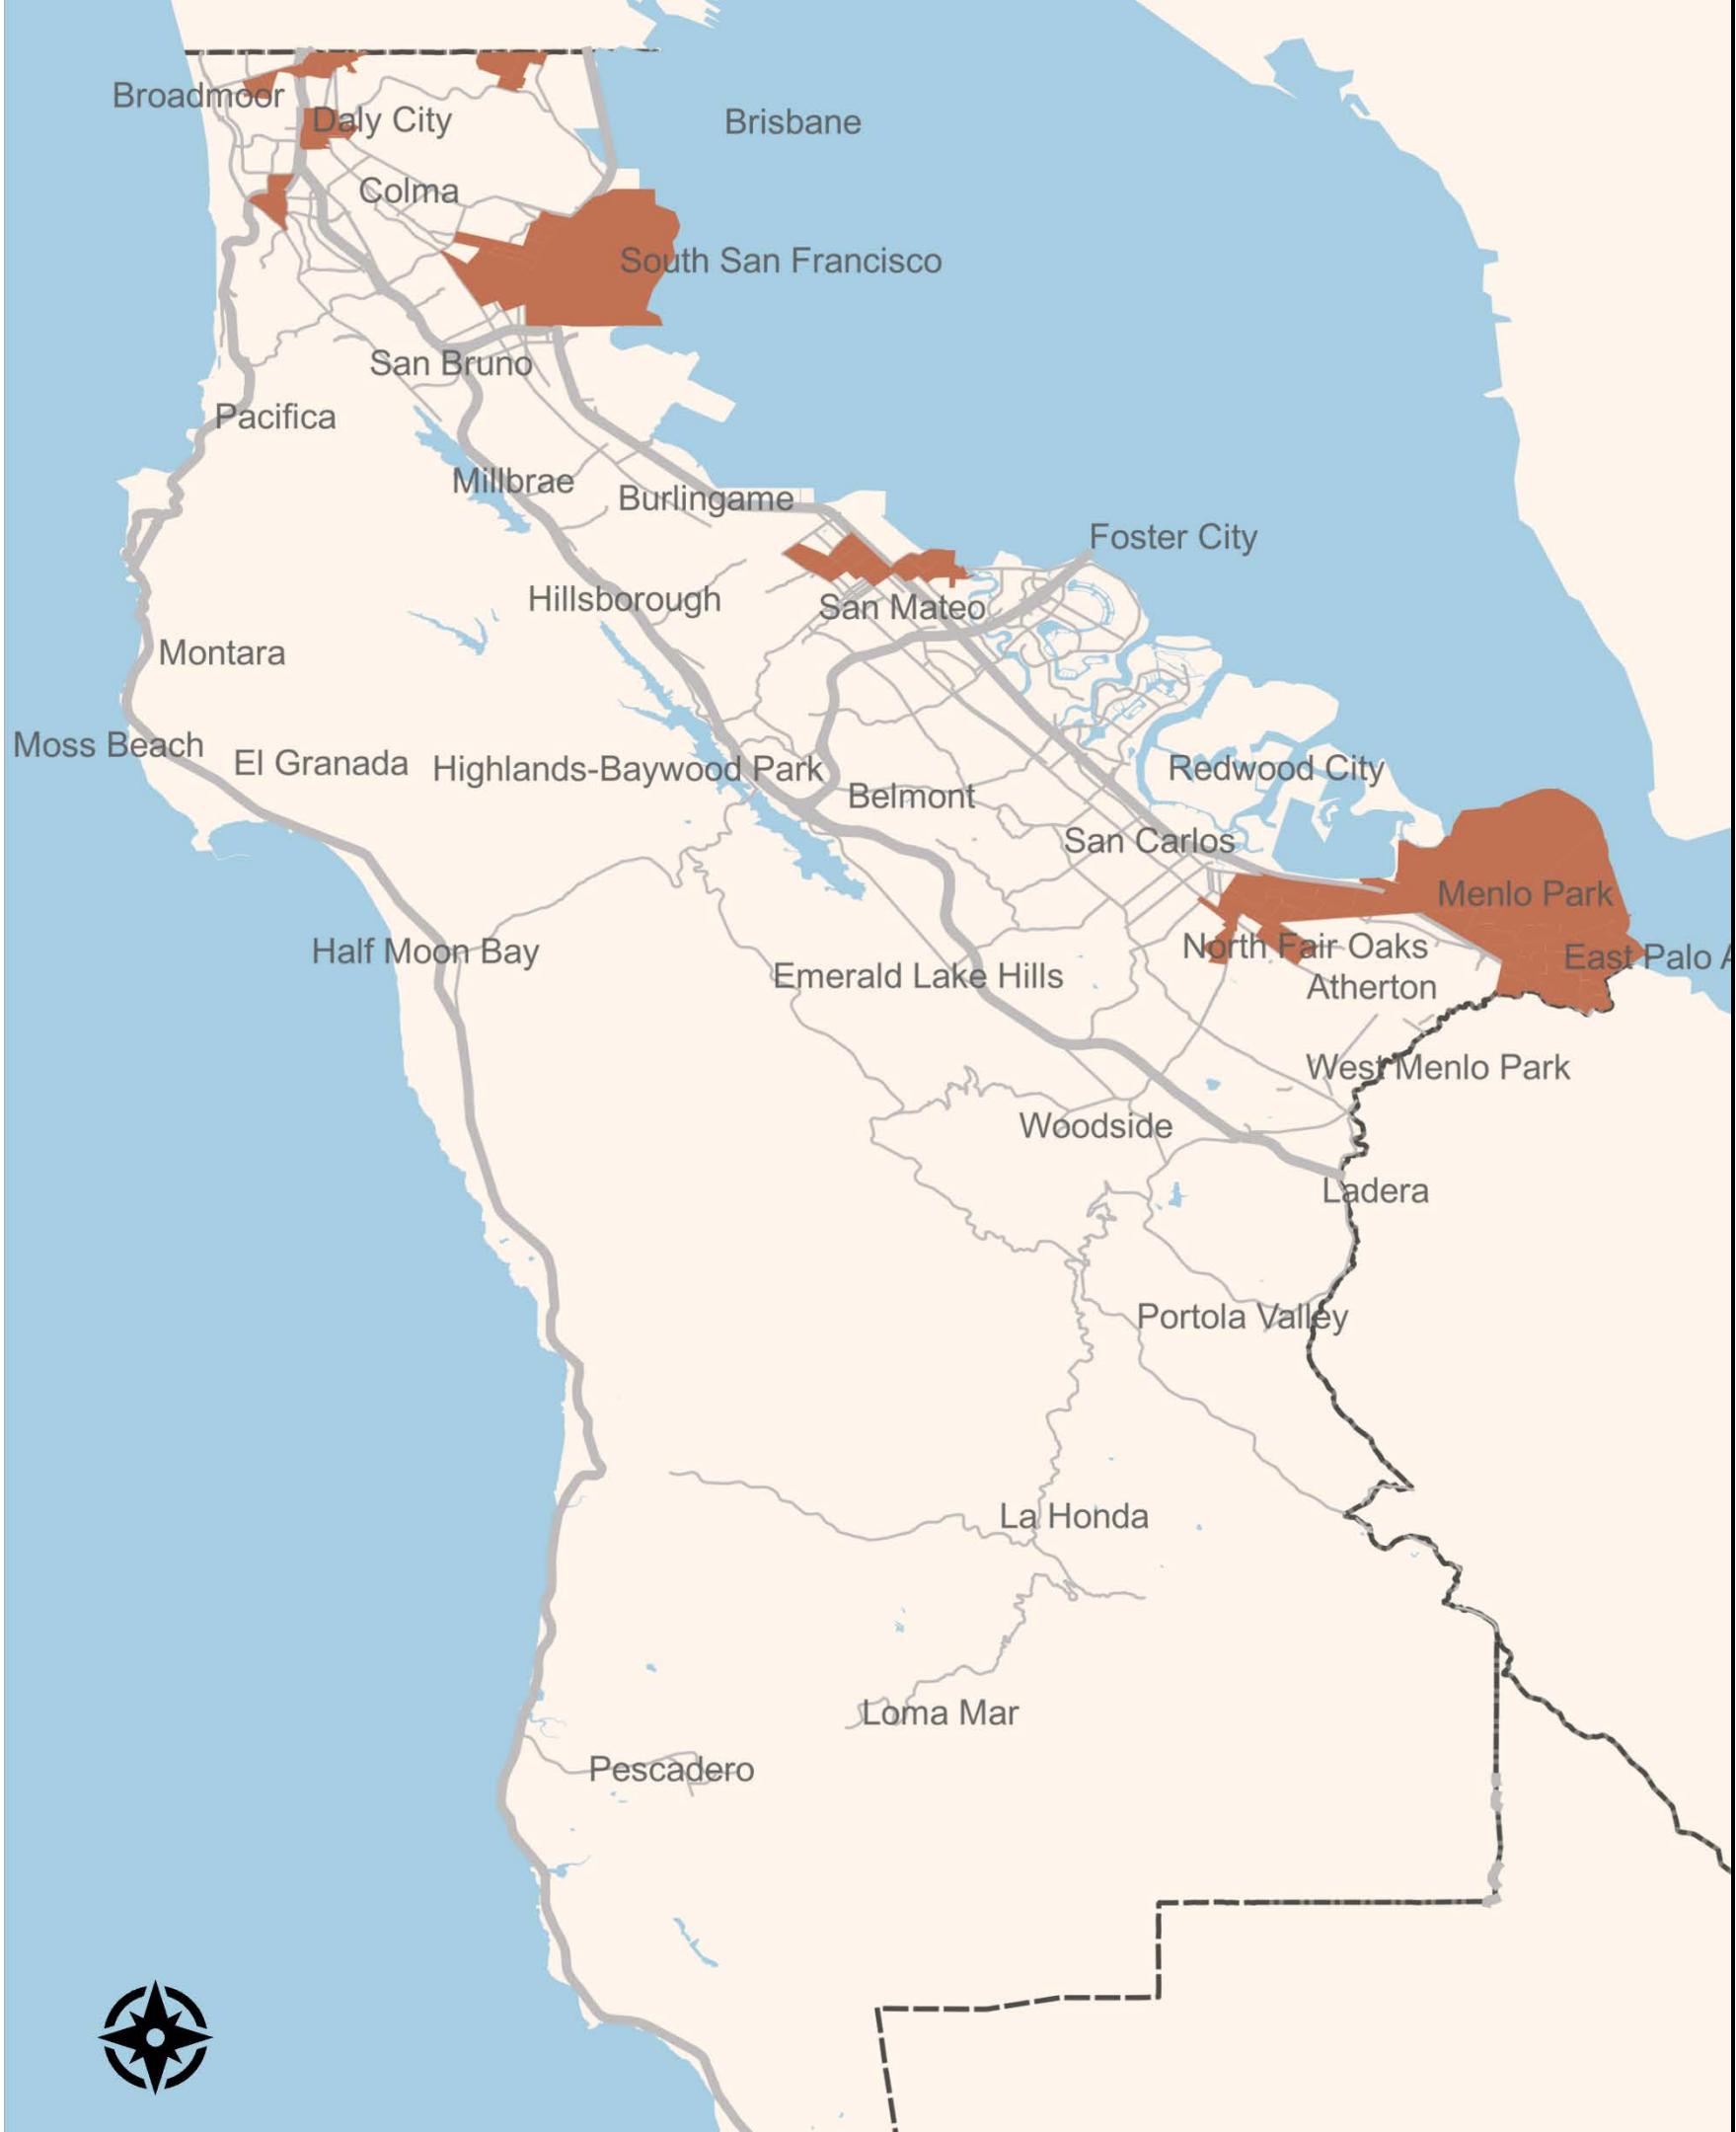 Broadmoor
Daly City
Brisbane
Colma
South San Francisco
San Bruno
Pacifica
Millbrae
Burlingame
Foster City
Hillsborough
San Mateo
Montara
Moss Beach
El Granada
Highlands-Baywood Park
Redwood City
Belmont
San Carlos
Menlo Park
North Fair Oaks
Half Moon Bay
East Palo A
Emerald Lake Hills
Atherton
West Menlo Park
Woodside
Ladera
Portola Valley
La Honda
Loma Mar
Pescadero